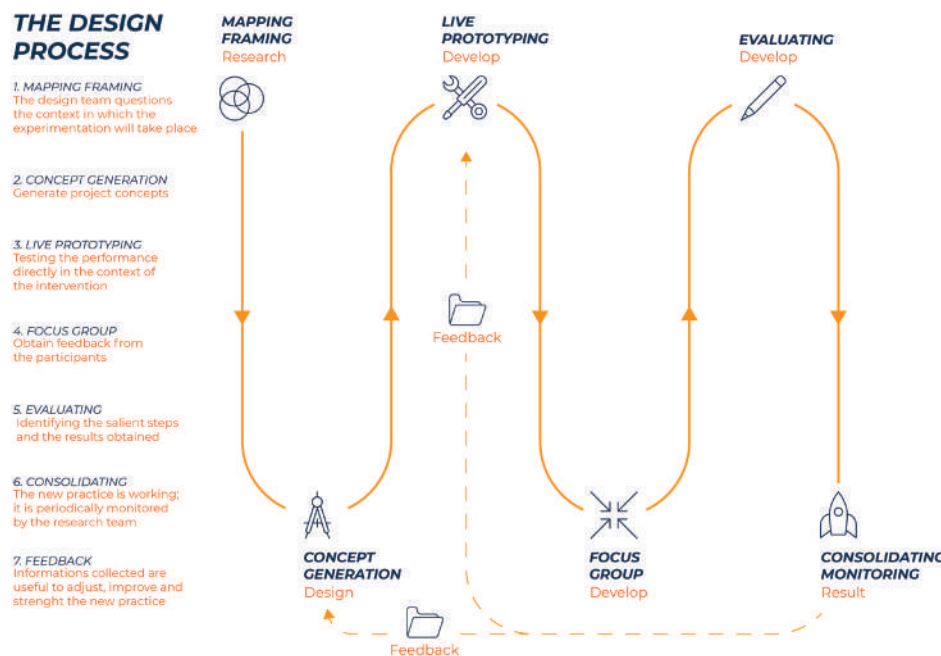 THE DESIGN
PROCESS
1. MAPPING FRAMING
The design team questions
the context in which the
experimentation will take place
2. CONCEPT GENERATION
Generate project concepts
3. LIVE PROTOTYPING
Testing the performance
directly in the context of
the intervention
4. FOCUS GROUP
Obtain feedback from
the participants
5. EVALUATING
Identifying the salient steps
and the results obtained
6. CONSOLIDATING
The new practice is working;
it is periodically monitored
by the research team
7. FEEDBACK
Informations collected are
useful to adjust, improve and
strenght the new practice
MAPPING
FRAMING
Research
LIVE
PROTOTYPING
Develop
EVALUATING
Develop
Feedback
CONCEPT
GENERATION
Design
FOCUS
GROUP
Develop
CONSOLIDATING
MONITORING
Result
Feedback